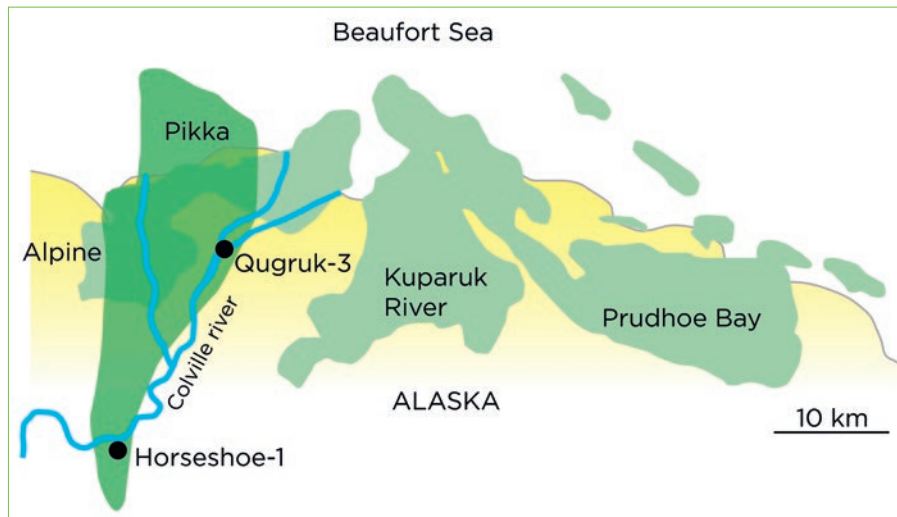 Beaufort Sea
Pikka
Alpine
Qugruk-3
Kuparuk
River
Prudhoe Bay
Colville river
ALASKA
10 km
Horseshoe-1